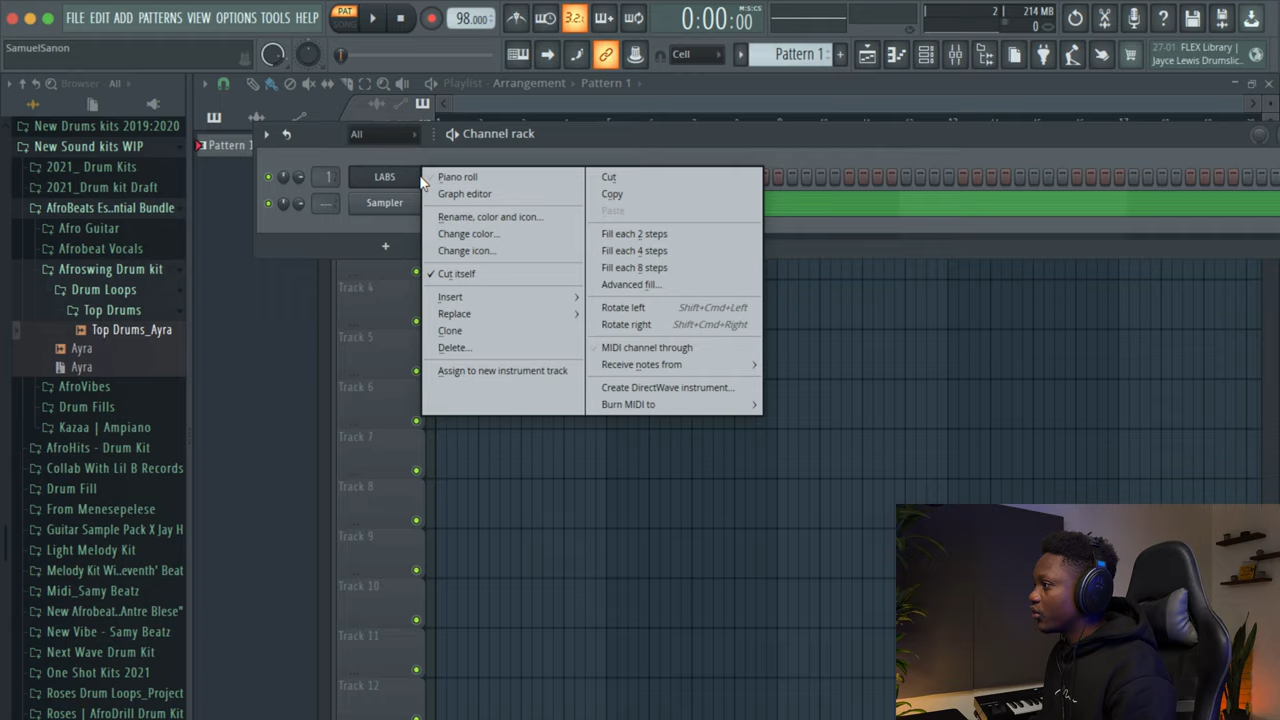 FILE EDIT ADD PATTERNS VIEW OPTIONS TOOLS HELP
PAT
SONG
98.000
3.2.
0:00:00
M:S:CS
2
214 MB
0
SamuelSanon
Cell
Pattern 1
27-01 FLEX Library |
Jayce Lewis Drumslic..
Browser
All
Playlist - Arrangement › Pattern 1 ›
New Drums kits 2019:2020
New Sound kits WIP
2021_ Drum Kits
2021_Drum kit Draft
AfroBeats Es...ntial Bundle
Afro Guitar
Afrobeat Vocals
Afroswing Drum kit
Drum Loops
Top Drums
Top Drums_Ayra
Ayra
Ayra
AfroVibes
Drum Fills
Kazaa | Ampiano
AfroHits - Drum Kit
Collab With Lil B Records
Drum Fill
From Menesepelese
Guitar Sample Pack X Jay H
Light Melody Kit
Melody Kit Wi...eventh' Beat
Midi_Samy Beatz
New Afrobeat..Antre Blese"
New Vibe - Samy Beatz
Next Wave Drum Kit
One Shot Kits 2021
Roses Drum Loops_Project
Roses | AfroDrill Drum Kit
Pattern 1
All
Channel rack
1
LABS
---
Sampler
+
Piano roll
Graph editor
Rename, color and icon...
Change color...
Change icon...
Cut itself
Insert
Replace
Clone
Delete...
Assign to new instrument track
Cut
Copy
Paste
Fill each 2 steps
Fill each 4 steps
Fill each 8 steps
Advanced fill...
Rotate left Shift+Cmd+Left
Rotate right Shift+Cmd+Right
MIDI channel through
Receive notes from
Create DirectWave instrument...
Burn MIDI to
Track 4
Track 5
Track 6
Track 7
Track 8
Track 9
Track 10
Track 11
Track 12